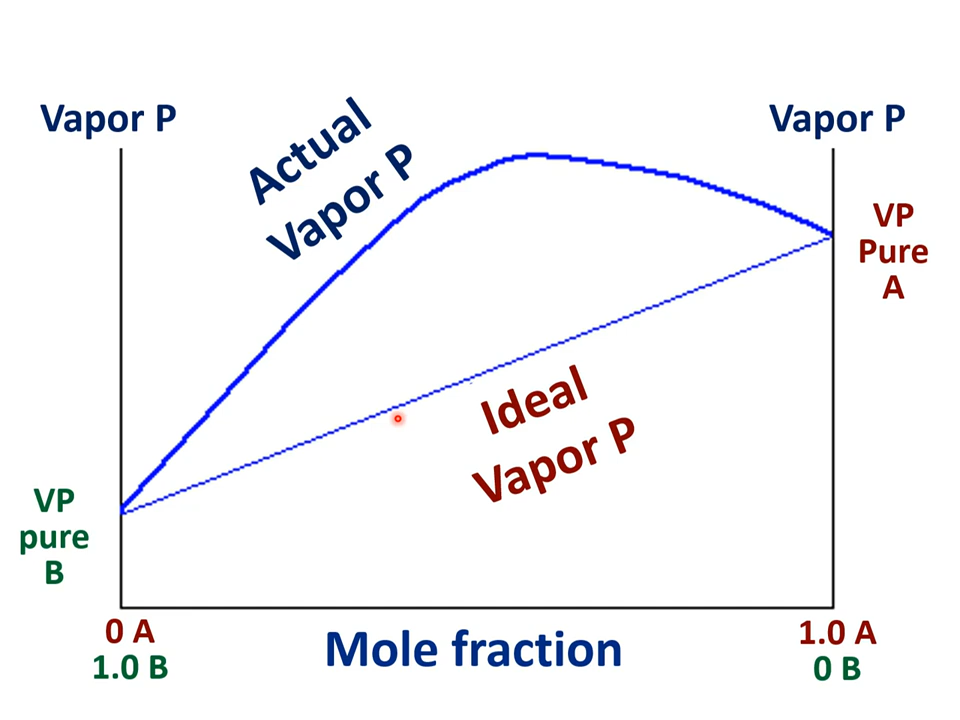 Vapor P
Vapor P
Actual
Vapor P
VP
Pure
A
Ideal
Vapor P
VP
pure
B
0 A
1.0 B
Mole fraction
1.0 A
0 B